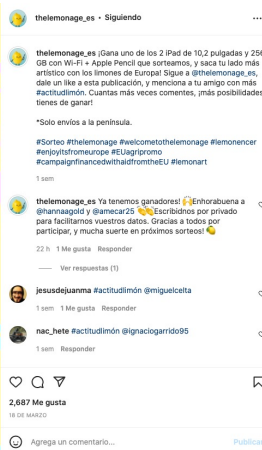 thelemonage_es • Siguiendo
thelemonage_es ¡Gana uno de los 2 iPad de 10,2 pulgadas y 256
GB con Wi-Fi + Apple Pencil que sorteamos, y saca tu lado más
artístico con los limones de Europa! Sigue a @thelemonage_es,
dale un like a esta publicación, y menciona a tu amigo con más
#actitudlimón. Cuantas más veces comentes, ¡más posibilidades
tienes de ganar!
*Solo envíos a la península.
#Sorteo #thelemonage #welcometothelemonage #lemonencer
#enjoyitsfromeurope #EUagripromo
#campaignfinancedwithaidfromtheEU #lemonart
1 sem
thelemonage_es Ya tenemos ganadores! 🙌Enhorabuena a
@hannaagold y @amecar25 👏👏Escribidnos por privado
para facilitarnos vuestros datos. Gracias a todos por
participar, y mucha suerte en próximos sorteos! 🍋
22 h 1 Me gusta Responder
Ver respuestas (1)
jesusdejuanma #actitudlimón @miguelcelta
1 sem 1 Me gusta Responder
nac_hete #actitudlimón @ignaciogarrido95
1 sem Responder
2,687 Me gusta
18 DE MARZO
Agrega un comentario... Publicar